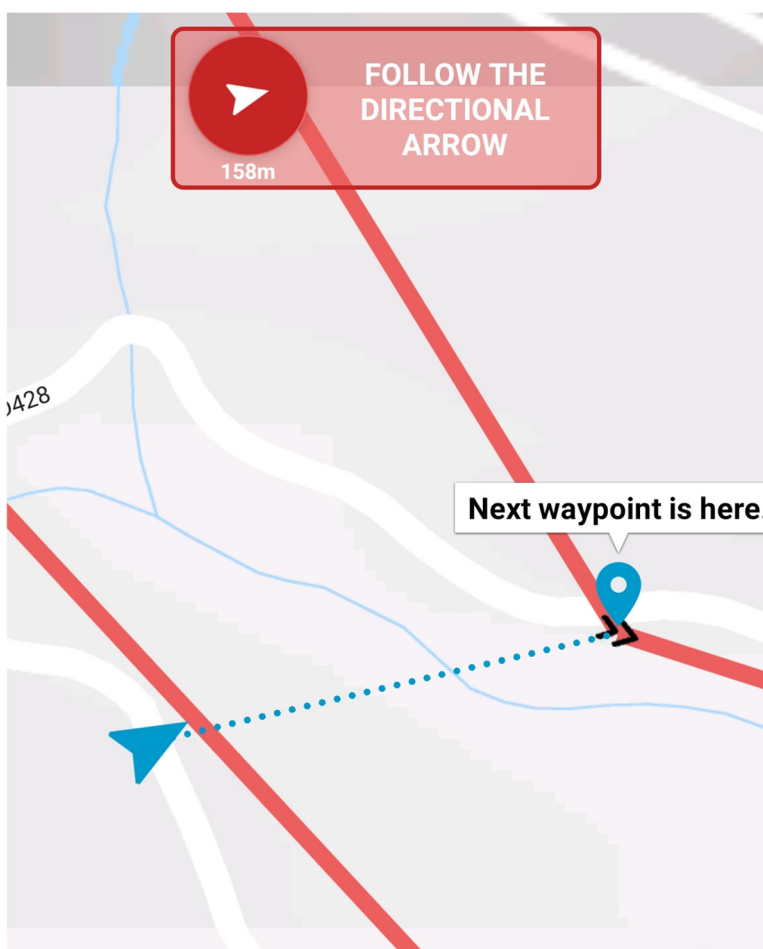 FOLLOW THE
DIRECTIONAL
ARROW
158m
Next waypoint is here.